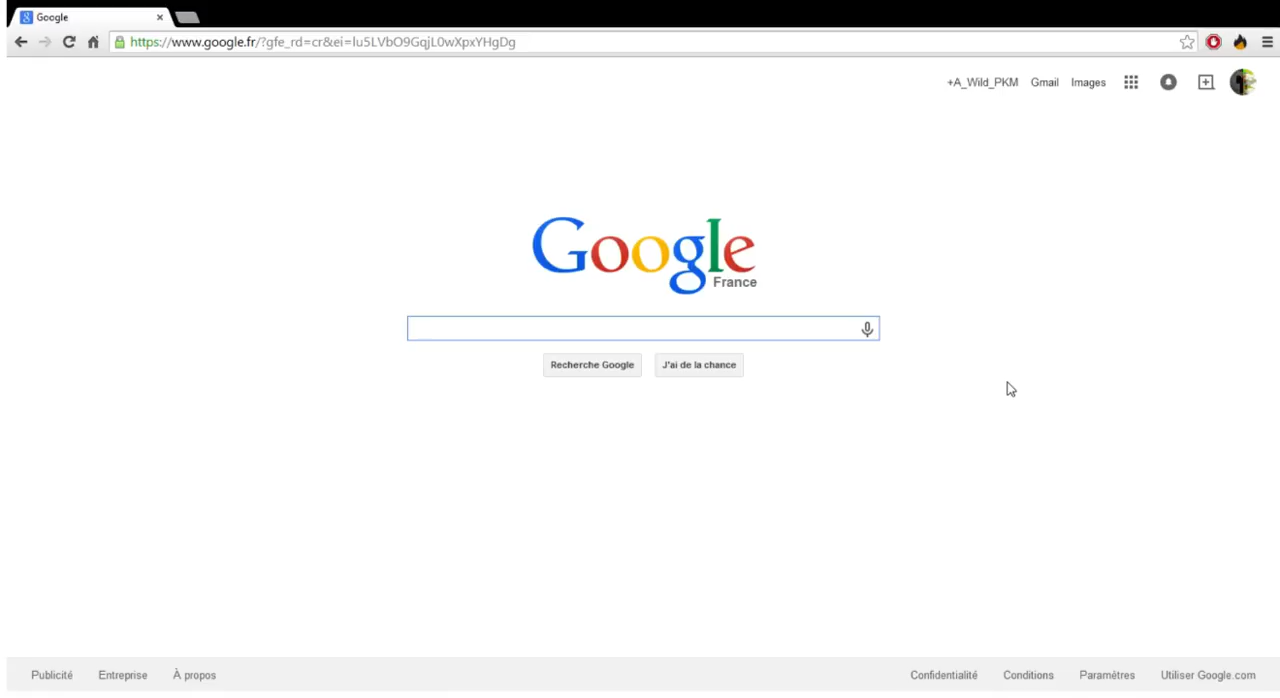 Google
https://www.google.fr/?gfe_rd=cr&ei=lu5LVbO9GqjL0wXpxYHgDg
+A_Wild_PKM Gmail Images
Google
France
Recherche Google J'ai de la chance
Publicité Entreprise À propos Confidentialité Conditions Paramètres Utiliser Google.com